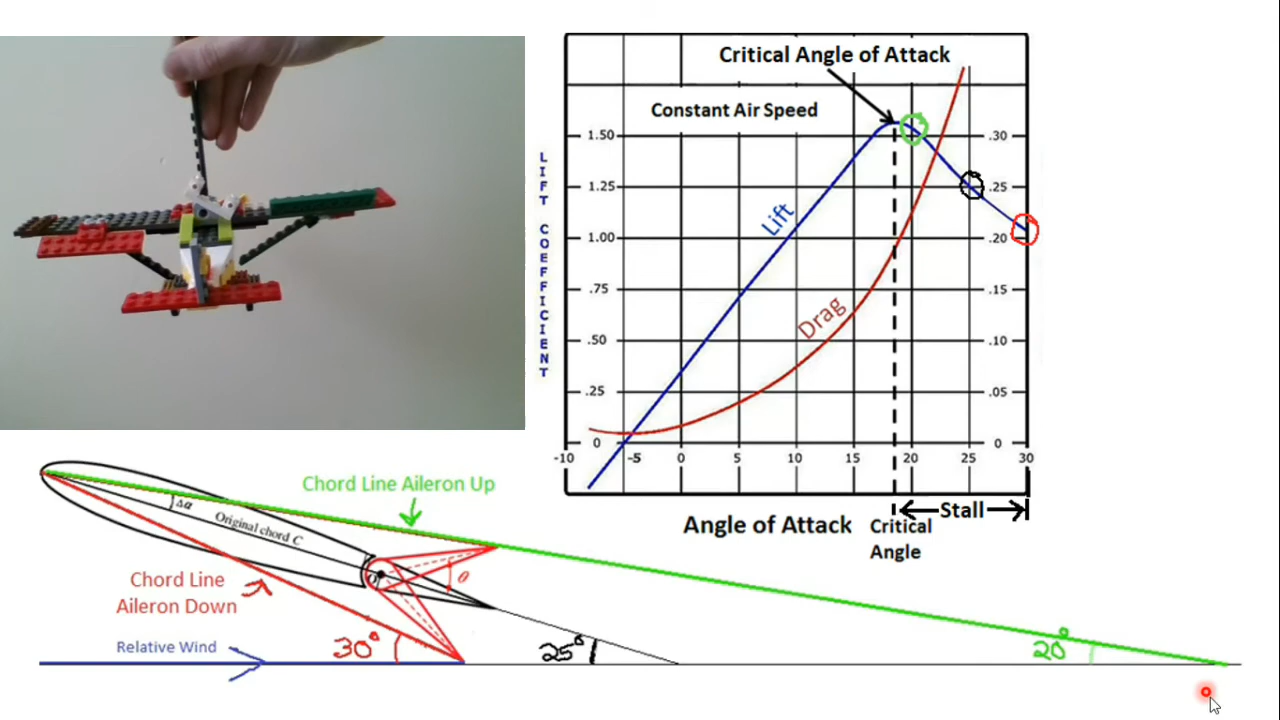 Critical Angle of Attack
Constant Air Speed
LIFT COEFFICIENT
1.50
1.25
1.00
.75
.50
.25
0
.30
.25
.20
.15
.10
.05
0
Lift
Drag
-10 -5 0 5 10 15 20 25 30
Stall
Angle of Attack
Critical
Angle
Chord Line Aileron Up
Δα
Original chord C
O
θ
Chord Line
Aileron Down
Relative Wind
30°
25°
20°